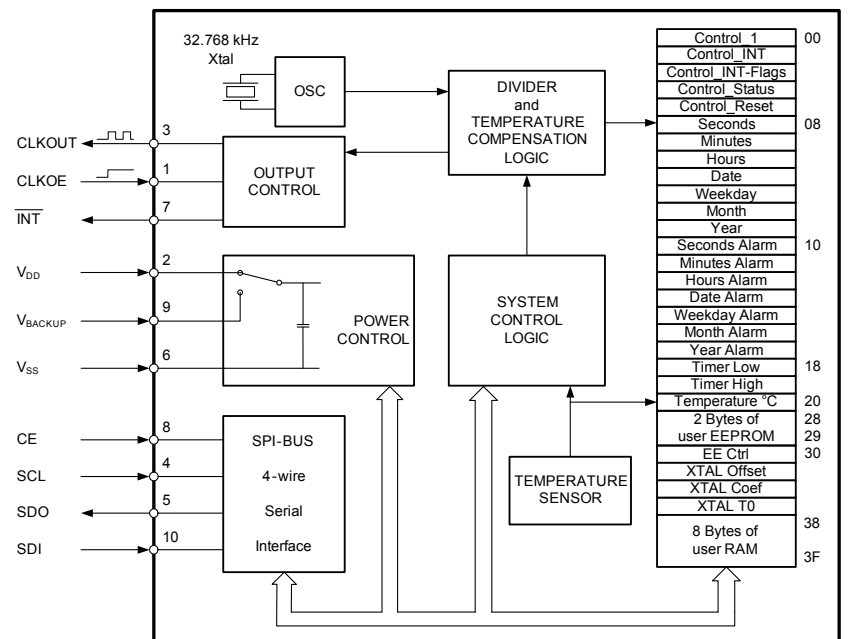 32.768 kHz
Xtal
OSC
DIVIDER
and
TEMPERATURE
COMPENSATION
LOGIC
CLKOUT
3
CLKOE
1
INT
7
OUTPUT
CONTROL
VDD
2
VBACKUP
9
VSS
6
POWER
CONTROL
SYSTEM
CONTROL
LOGIC
CE
8
SCL
4
SDO
5
SDI
10
SPI-BUS
4-wire
Serial
Interface
TEMPERATURE
SENSOR
Control_1 00
Control_INT
Control_INT-Flags
Control_Status
Control_Reset
Seconds 08
Minutes
Hours
Date
Weekday
Month
Year
Seconds Alarm 10
Minutes Alarm
Hours Alarm
Date Alarm
Weekday Alarm
Month Alarm
Year Alarm
Timer Low 18
Timer High
Temperature °C 20
2 Bytes of 28
user EEPROM 29
EE Ctrl 30
XTAL Offset
XTAL Coef
XTAL T0
38
8 Bytes of
user RAM
3F